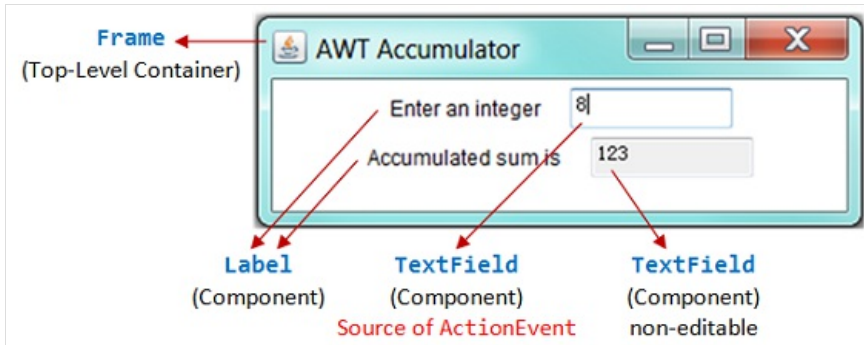 Frame
(Top-Level Container)
AWT Accumulator
Enter an integer 8
Accumulated sum is 123
Label TextField TextField
(Component) (Component) (Component)
Source of ActionEvent non-editable